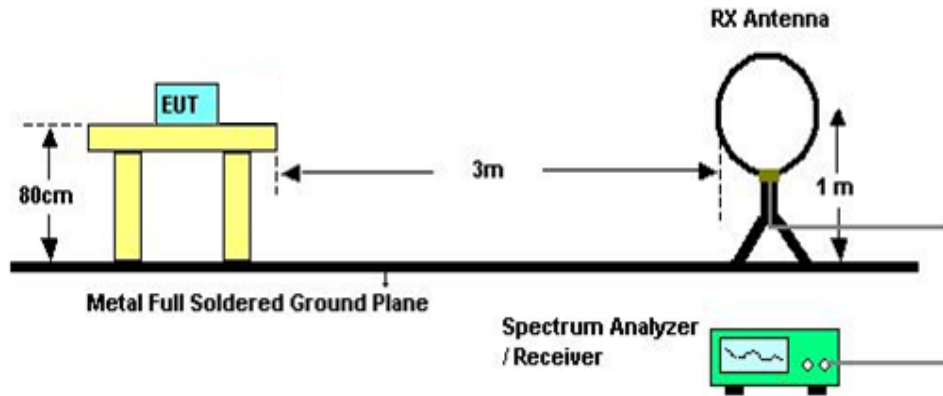 RX Antenna
EUT
80cm
3m
1 m
Metal Full Soldered Ground Plane
Spectrum Analyzer
/ Receiver